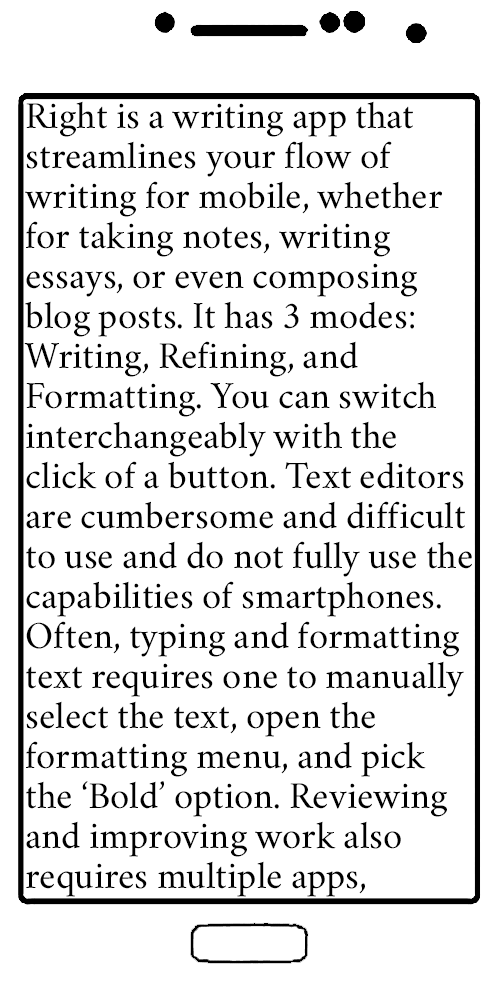 Right is a writing app that
streamlines your flow of
writing for mobile, whether
for taking notes, writing
essays, or even composing
blog posts. It has 3 modes:
Writing, Refining, and
Formatting. You can switch
interchangeably with the
click of a button. Text editors
are cumbersome and difficult
to use and do not fully use the
capabilities of smartphones.
Often, typing and formatting
text requires one to manually
select the text, open the
formatting menu, and pick
the ‘Bold’ option. Reviewing
and improving work also
requires multiple apps,